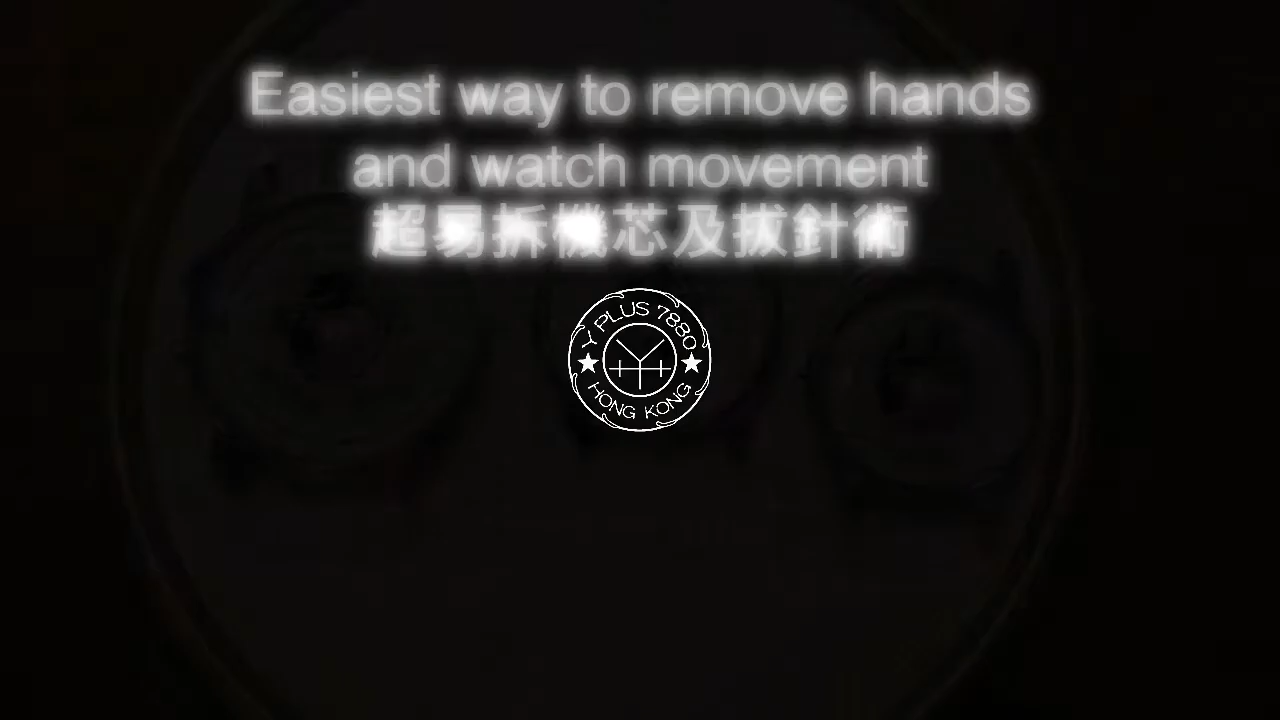 Easiest way to remove hands
and watch movement
超易拆機芯及拔針術
Y PLUS 7880
HONG KONG